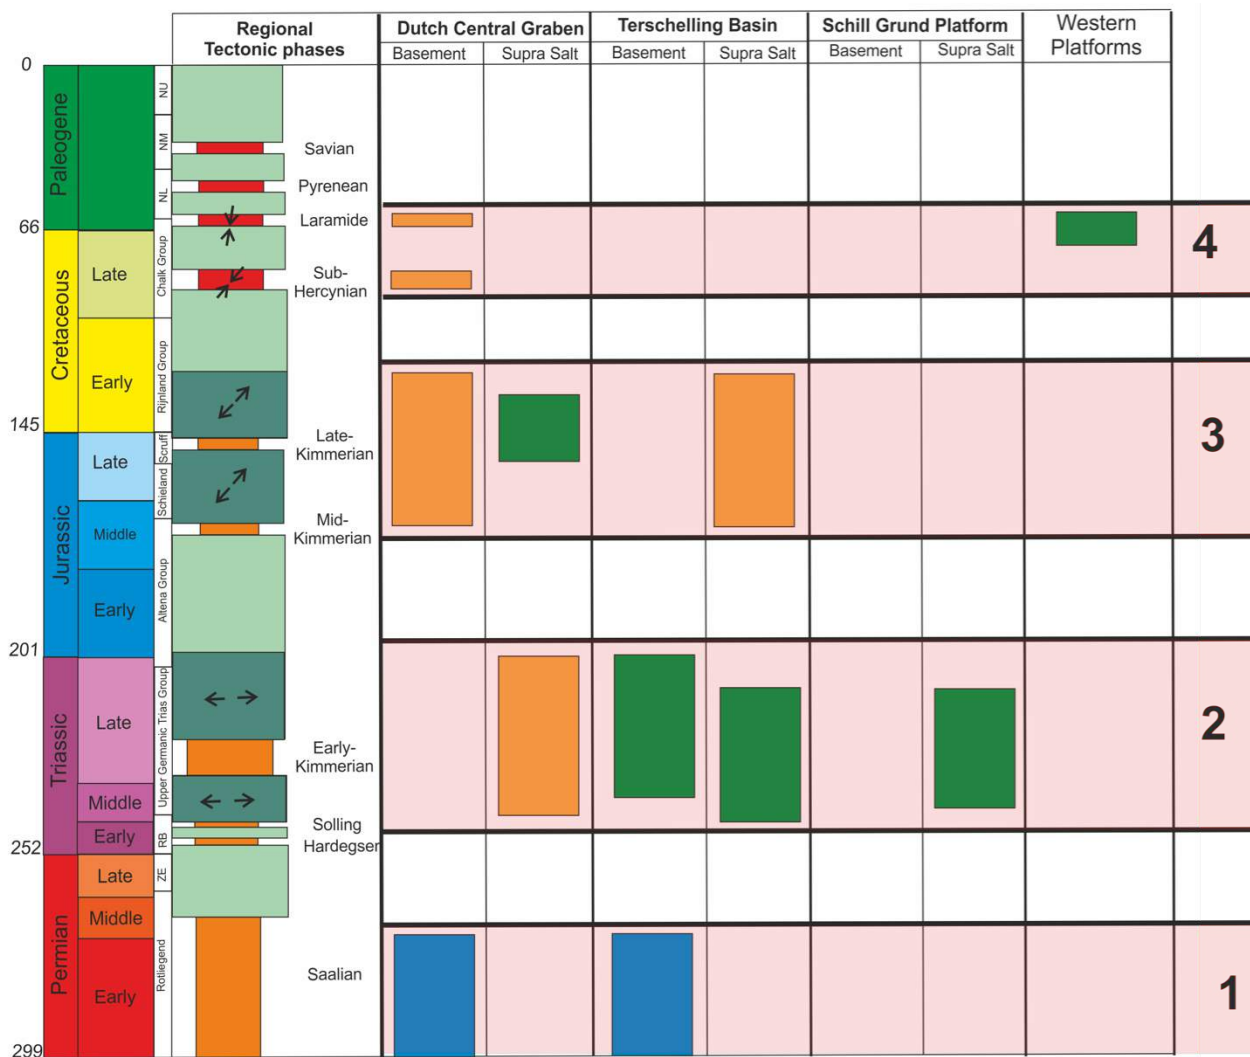 Regional
Tectonic phases
Dutch Central Graben
Terschelling Basin
Schill Grund Platform
Western
Platforms
Basement
Supra Salt
Basement
Supra Salt
Basement
Supra Salt
0
Paleogene
NU
NM
NL
Savian
Pyrenean
Laramide
66
4
Cretaceous
Late
Chalk Group
Sub-
Hercynian
Early
Rijnland Group
145
Late-
Kimmerian
3
Jurassic
Late
Scruff
Schieland
Middle
Mid-
Kimmerian
Early
Altena Group
201
Triassic
Late
Upper Germanic Trias Group
Early-
Kimmerian
2
Middle
Solling
Early
RB
Hardegser
252
Permian
Late
ZE
Middle
Rotliegend
Saalian
Early
1
299